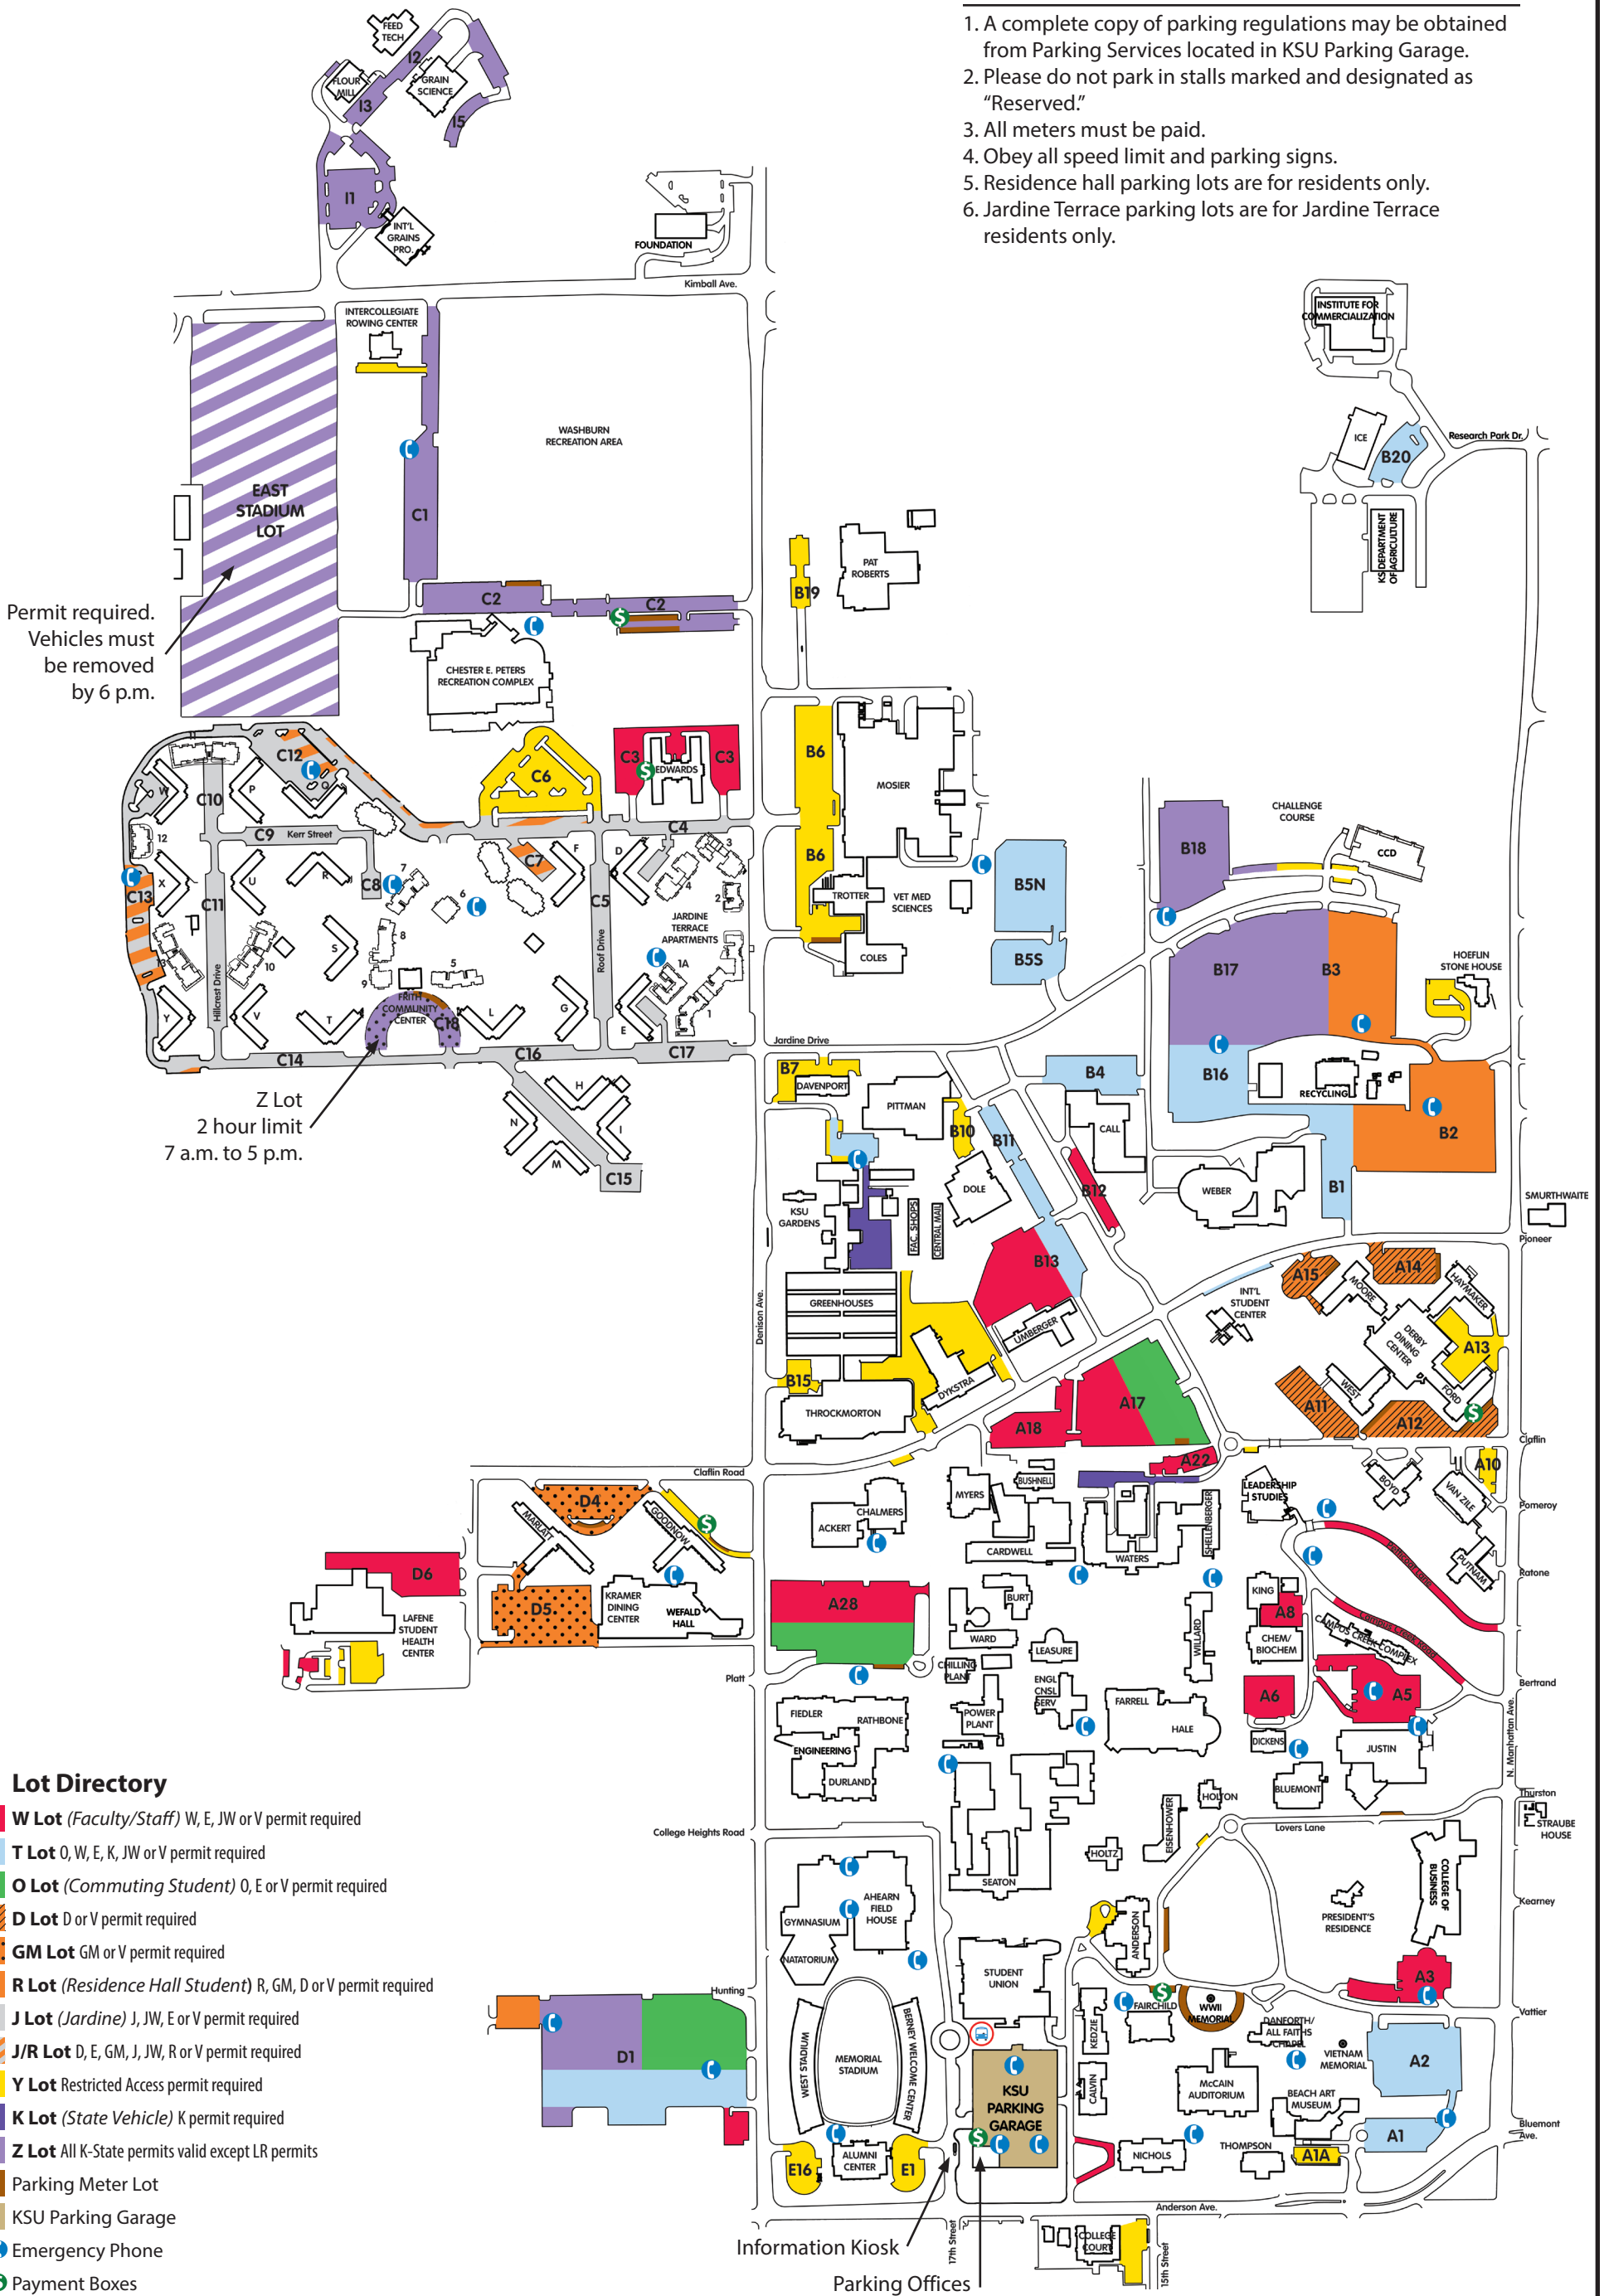 1. A complete copy of parking regulations may be obtained
from Parking Services located in KSU Parking Garage.
2. Please do not park in stalls marked and designated as
“Reserved.”
3. All meters must be paid.
4. Obey all speed limit and parking signs.
5. Residence hall parking lots are for residents only.
6. Jardine Terrace parking lots are for Jardine Terrace
residents only.
FEED
TECH
I2
FLOUR
MILL
GRAIN
SCIENCE
I3
I5
I1
INT'L
GRAINS
PRO.
FOUNDATION
Kimball Ave.
INTERCOLLEGIATE
ROWING CENTER
WASHBURN
RECREATION AREA
INSTITUTE FOR
COMMERCIALIZATION
ICE
B20
Research Park Dr.
KS DEPARTMENT
OF AGRICULTURE
EAST
STADIUM
LOT
C1
PAT
ROBERTS
B19
C2
C2
Permit required.
Vehicles must
be removed
by 6 p.m.
CHESTER E. PETERS
RECREATION COMPLEX
C12
C6
C3
EDWARDS
C3
B6
MOSIER
W
C10
P
Q
12
C9
Kerr Street
C4
B6
B18
CHALLENGE
COURSE
CCD
X
C13
C11
U
R
C8
7
6
C7
F
D
3
4
2
C5
TROTTER
VET MED
SCIENCES
B5N
JARDINE
TERRACE
APARTMENTS
13
10
S
8
9
5
Roof Drive
1A
COLES
B5S
B17
B3
HOEFLIN
STONE HOUSE
Y
Hillcrest Drive
V
T
FRITH
COMMUNITY
CENTER
C18
L
G
E
1
C14
C16
C17
Jardine Drive
B7
DAVENPORT
PITTMAN
B4
B16
RECYCLING
Z Lot
2 hour limit
7 a.m. to 5 p.m.
H
N
I
M
C15
B10
B11
CALL
B2
DOLE
B12
WEBER
B1
KSU
GARDENS
FAC. SHOPS
CENTRAL MAIL
SMURTHWAITE
Pioneer
B13
GREENHOUSES
UMBERGER
Denison Ave.
INT'L
STUDENT
CENTER
A15
A14
MOORE
HAYMAKER
DERBY
DINING
CENTER
A13
B15
DYKSTRA
THROCKMORTON
A18
A17
WEST
FORD
A11
A12
Claflin
Claflin Road
A22
BUSHNELL
MYERS
LEADERSHIP
STUDIES
BOYD
A10
VAN ZILE
Pomeroy
D4
MARLATT
GOODNOW
CHALMERS
ACKERT
CARDWELL
WATERS
SHELLENBERGER
PUTNAM
Ratone
D6
D5
KRAMER
DINING
CENTER
WEFALD
HALL
LAFENE
STUDENT
HEALTH
CENTER
A28
BURT
WARD
LEASURE
WILLARD
KING
A8
CHEM/
BIOCHEM
Campus Creek Road
CAMPUS CREEK COMPLEX
Platt
CHILLING
PLANT
ENGL
CNSL
SERV
A6
A5
Bertrand
FIEDLER
RATHBONE
ENGINEERING
DURLAND
POWER
PLANT
FARRELL
HALE
DICKENS
JUSTIN
N. Manhattan Ave.
BLUEMONT
HOLTON
Thurston
STRAUBE
HOUSE
College Heights Road
EISENHOWER
HOLTZ
Lovers Lane
SEATON
COLLEGE OF
BUSINESS
GYMNASIUM
AHEARN
FIELD
HOUSE
NATATORIUM
ANDERSON
PRESIDENT'S
RESIDENCE
Kearney
STUDENT
UNION
A3
Hunting
FAIRCHILD
WWII
MEMORIAL
Vattier
D1
WEST STADIUM
MEMORIAL
STADIUM
BERNEY WELCOME CENTER
KEDZIE
DANFORTH/
ALL FAITHS
CHAPEL
VIETNAM
MEMORIAL
A2
KSU
PARKING
GARAGE
CALVIN
McCAIN
AUDITORIUM
BEACH ART
MUSEUM
A1
Bluemont
Ave.
E16
ALUMNI
CENTER
E1
NICHOLS
THOMPSON
A1A
Anderson Ave.
17th Street
COLLEGE
COURT
15th Street
Information Kiosk
Parking Offices
Lot Directory
W Lot (Faculty/Staff) W, E, JW or V permit required
T Lot O, W, E, K, JW or V permit required
O Lot (Commuting Student) O, E or V permit required
D Lot D or V permit required
GM Lot GM or V permit required
R Lot (Residence Hall Student) R, GM, D or V permit required
J Lot (Jardine) J, JW, E or V permit required
J/R Lot D, E, GM, J, JW, R or V permit required
Y Lot Restricted Access permit required
K Lot (State Vehicle) K permit required
Z Lot All K-State permits valid except LR permits
Parking Meter Lot
KSU Parking Garage
Emergency Phone
Payment Boxes